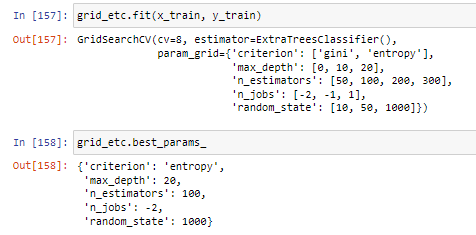 In [157]: grid_etc.fit(x_train, y_train)
Out[157]: GridSearchCV(cv=8, estimator=ExtraTreesClassifier(),
param_grid={'criterion': ['gini', 'entropy'],
'max_depth': [0, 10, 20],
'n_estimators': [50, 100, 200, 300],
'n_jobs': [-2, -1, 1],
'random_state': [10, 50, 1000]})
In [158]: grid_etc.best_params_
Out[158]: {'criterion': 'entropy',
'max_depth': 20,
'n_estimators': 100,
'n_jobs': -2,
'random_state': 1000}